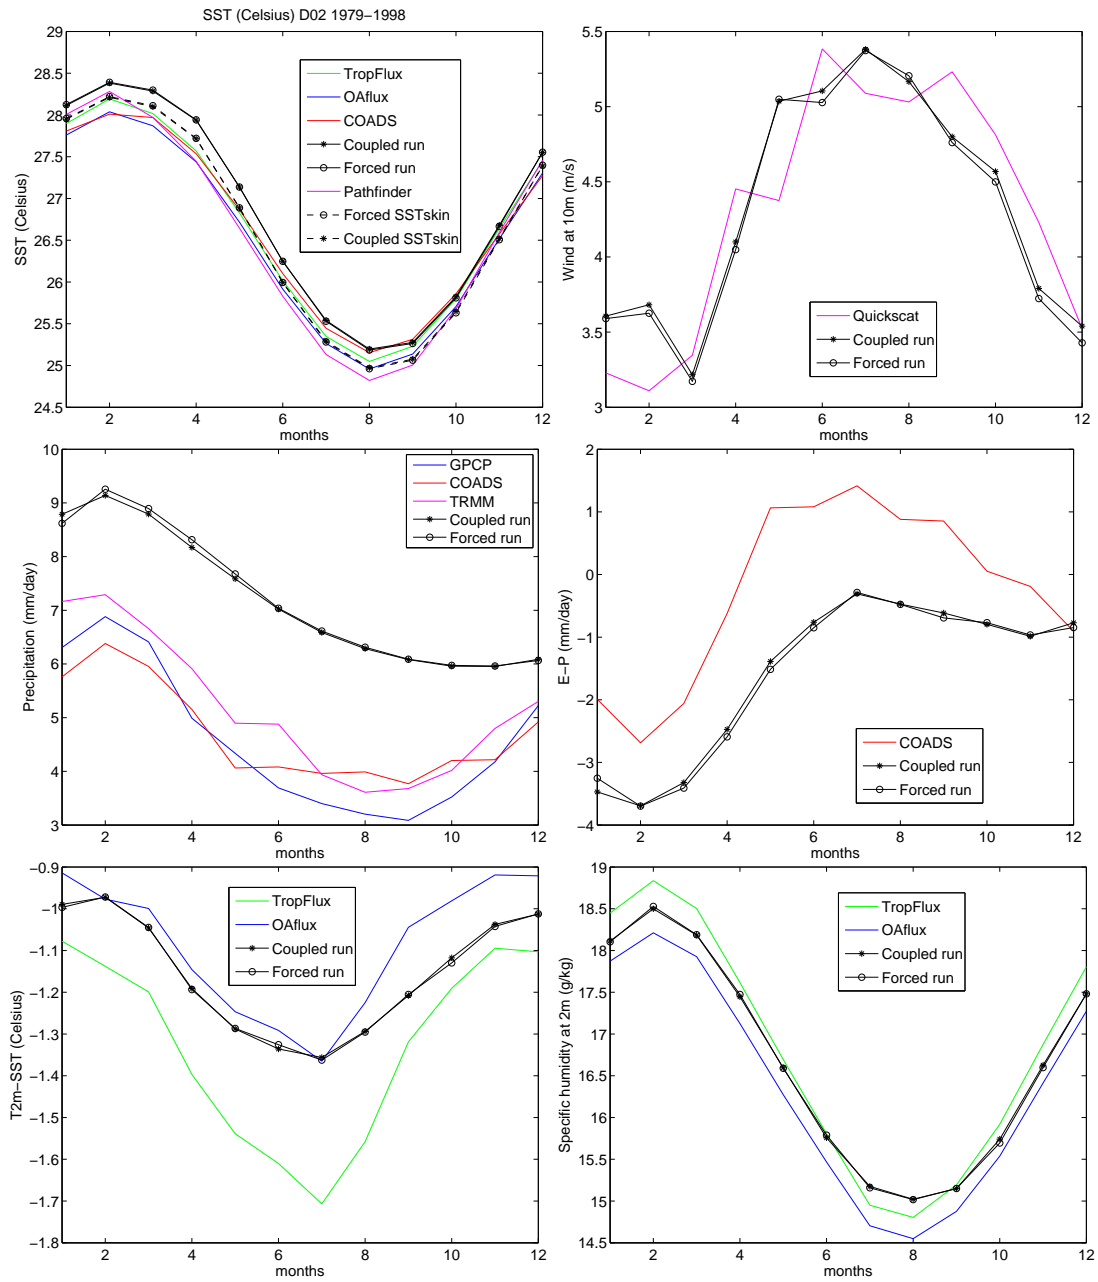 SST (Celsius) D02 1979−1998
29
28.5
28
27.5
27
26.5
26
25.5
25
24.5
SST (Celsius)
TropFlux
OAflux
COADS
Coupled run
Forced run
Pathfinder
Forced SSTskin
Coupled SSTskin
2 4 6 8 10 12
months
5.5
5
4.5
4
3.5
3
Wind at 10m (m/s)
Quickscat
Coupled run
Forced run
2 4 6 8 10 12
months
10
9
8
7
6
5
4
3
Precipitation (mm/day)
GPCP
COADS
TRMM
Coupled run
Forced run
2 4 6 8 10 12
months
2
1
0
−1
−2
−3
−4
E−P (mm/day)
COADS
Coupled run
Forced run
2 4 6 8 10 12
months
−0.9
−1
−1.1
−1.2
−1.3
−1.4
−1.5
−1.6
−1.7
−1.8
T2m−SST (Celsius)
TropFlux
OAflux
Coupled run
Forced run
2 4 6 8 10 12
months
19
18.5
18
17.5
17
16.5
16
15.5
15
14.5
Specific humidity at 2m (g/kg)
TropFlux
OAflux
Coupled run
Forced run
2 4 6 8 10 12
months